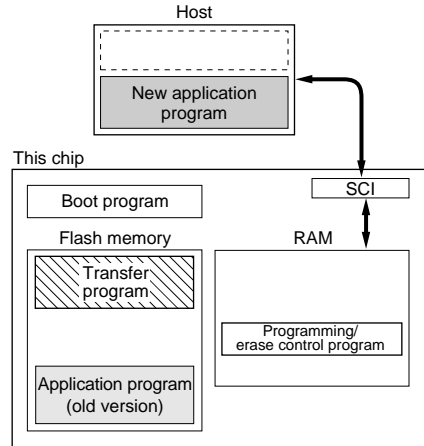 Host
New application
program
This chip
SCI
Boot program
Flash memory
RAM
Transfer
program
Programming/
erase control program
Application program
(old version)